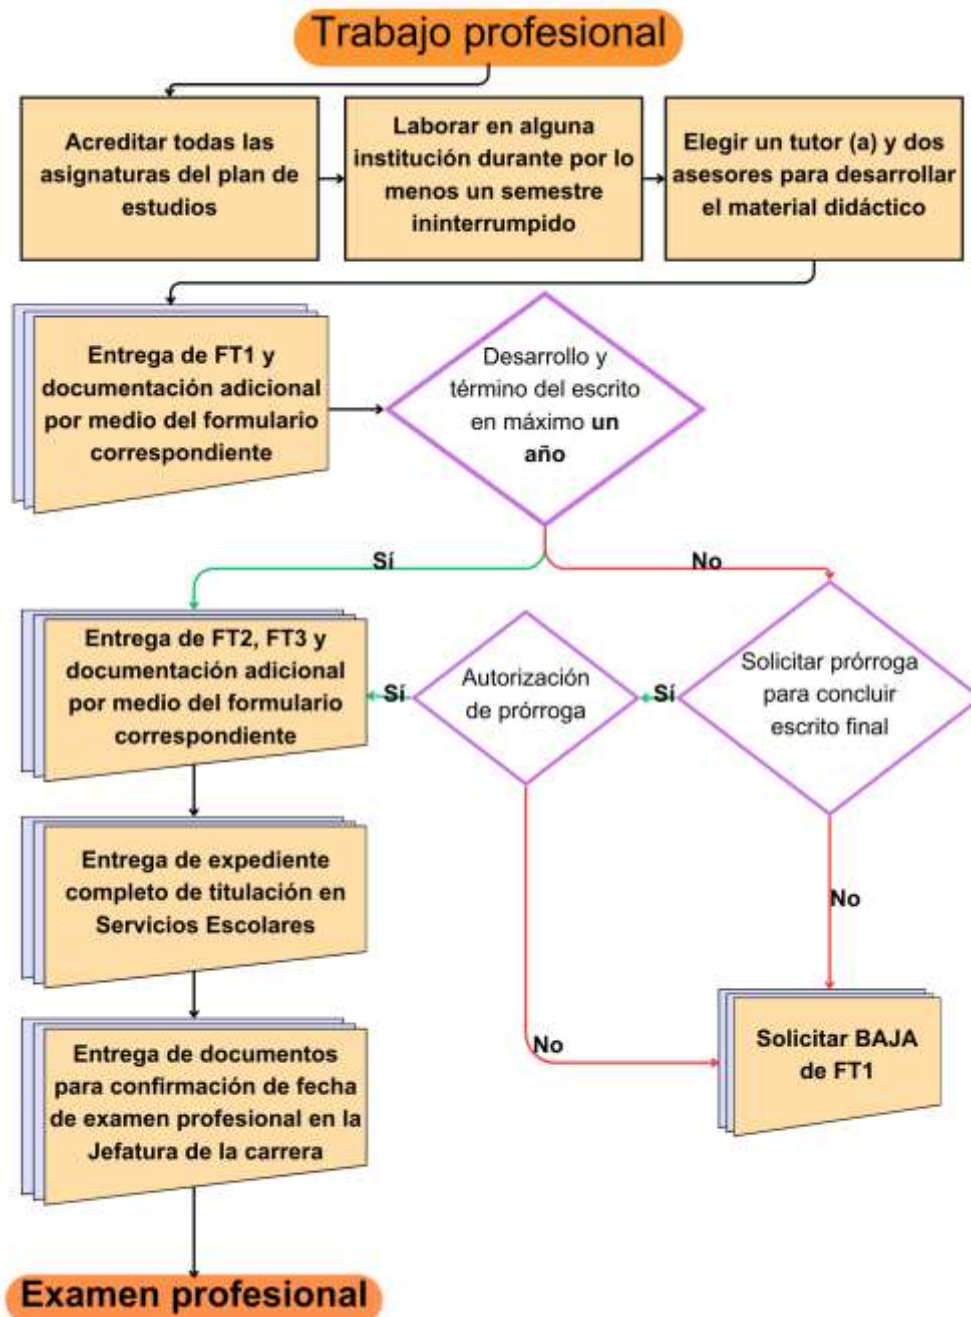 Trabajo profesional
Acreditar todas las
asignaturas del plan de
estudios
Laborar en alguna
institución durante por lo
menos un semestre
ininterrumpido
Elegir un tutor (a) y dos
asesores para desarrollar
el material didáctico
Entrega de FT1 y
documentación adicional
por medio del formulario
correspondiente
Desarrollo y
término del escrito
en máximo un
año
Sí
No
Entrega de FT2, FT3 y
documentación adicional
por medio del formulario
correspondiente
Sí
Autorización
de prórroga
Sí
Solicitar prórroga
para concluir
escrito final
Entrega de expediente
completo de titulación en
Servicios Escolares
No
No
Solicitar BAJA
de FT1
Entrega de documentos
para confirmación de fecha
de examen profesional en la
Jefatura de la carrera
Examen profesional